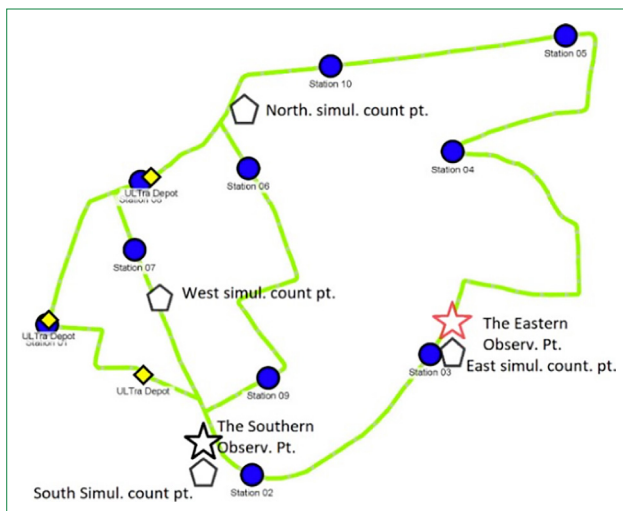 Station 05
Station 10
North. simul. count pt.
Station 04
Station 06
ULTra Depot
Station 07
West simul. count pt.
The Eastern
Observ. Pt.
ULTra Depot
Station 01
East simul. count. pt.
Station 03
ULTra Depot
Station 09
The Southern
Observ. Pt.
South Simul. count pt.
Station 02